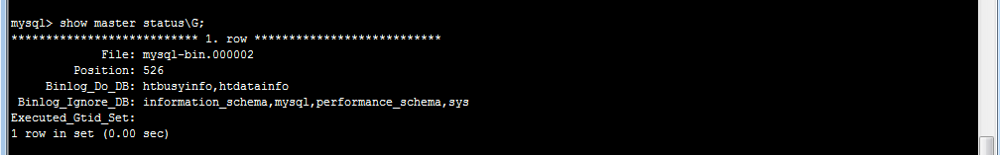 mysql> show master status\G;
*************************** 1. row ***************************
File: mysql-bin.000002
Position: 526
Binlog_Do_DB: htbusyinfo,htdatainfo
Binlog_Ignore_DB: information_schema,mysql,performance_schema,sys
Executed_Gtid_Set:
1 row in set (0.00 sec)